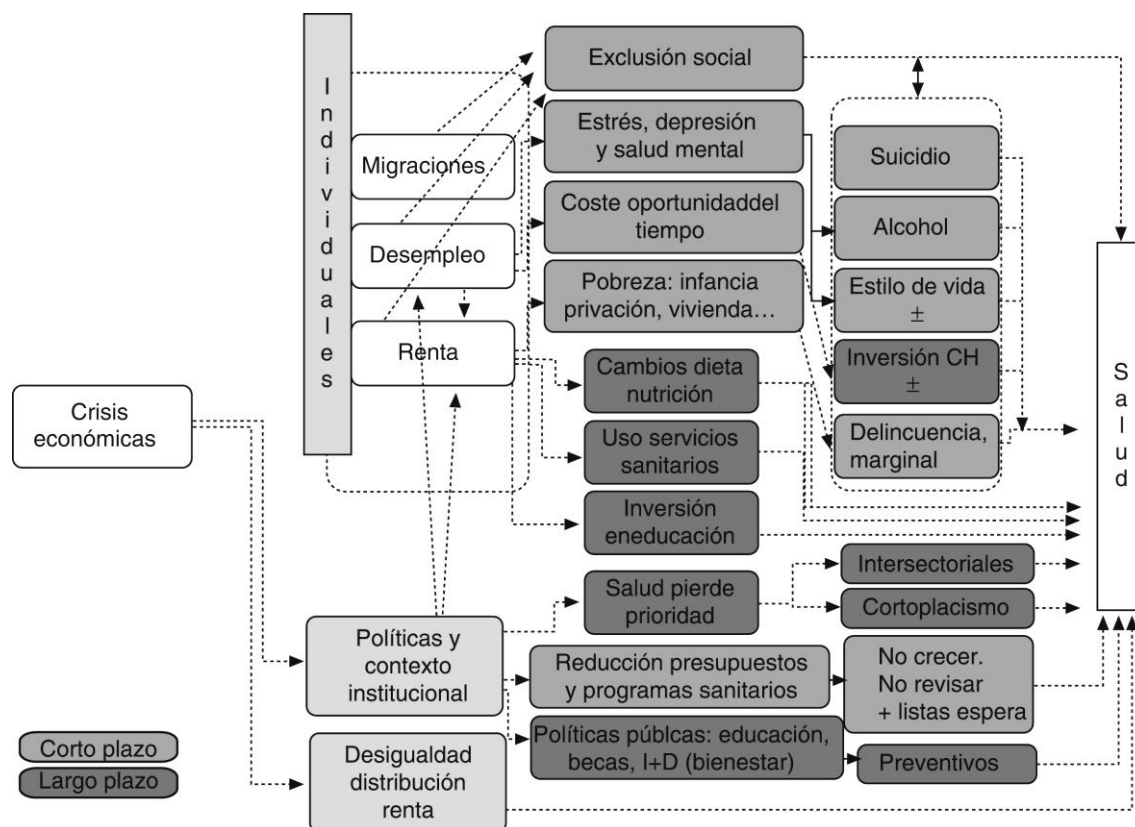 Individuales
Exclusión social
Estrés, depresión
y salud mental
Suicidio
Migraciones
Coste oportunidaddel
tiempo
Alcohol
Desempleo
Pobreza: infancia
privación, vivienda…
Estilo de vida
±
Renta
Cambios dieta
nutrición
Inversión CH
±
Crisis
económicas
Uso servicios
sanitarios
Delincuencia,
marginal
Inversión
eneducación
Salud
Salud pierde
prioridad
Intersectoriales
Cortoplacismo
Políticas y
contexto
institucional
Reducción presupuestos
y programas sanitarios
No crecer.
No revisar
+ listas espera
Políticas públcas: educación,
becas, I+D (bienestar)
Preventivos
Desigualdad
distribución
renta
Corto plazo
Largo plazo